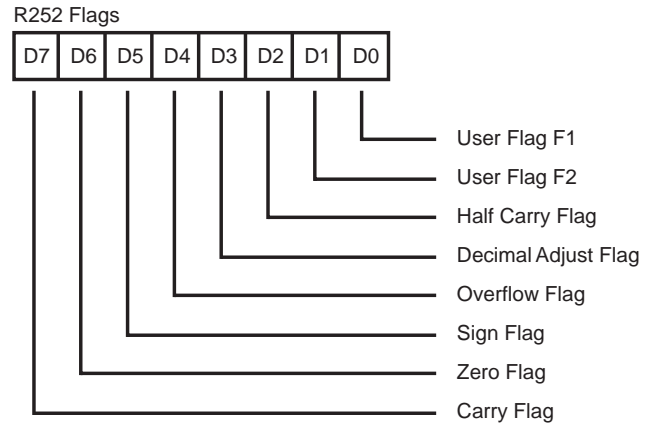 R252 Flags
D7 D6 D5 D4 D3 D2 D1 D0
User Flag F1
User Flag F2
Half Carry Flag
Decimal Adjust Flag
Overflow Flag
Sign Flag
Zero Flag
Carry Flag